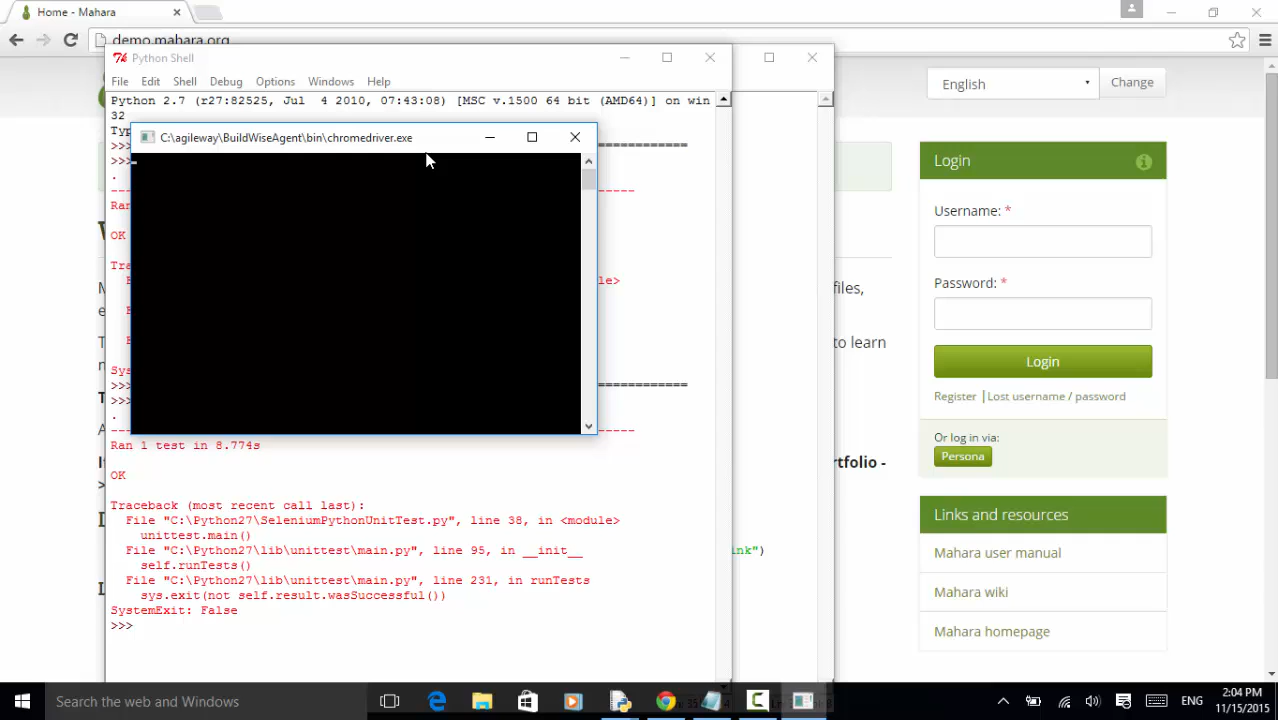 Home - Mahara
demo.mahara.org
Python Shell
File Edit Shell Debug Options Windows Help
Python 2.7 (r27:82525, Jul 4 2010, 07:43:08) [MSC v.1500 64 bit (AMD64)] on win
32
C:\agileway\BuildWiseAgent\bin\chromedriver.exe
>>>
>>>
.
Ran
OK
>>>
>>>
.
Ran 1 test in 8.774s
OK
Traceback (most recent call last):
File "C:\Python27\SeleniumPythonUnitTest.py", line 38, in <module>
unittest.main()
File "C:\Python27\lib\unittest\main.py", line 95, in __init__
self.runTests()
File "C:\Python27\lib\unittest\main.py", line 231, in runTests
sys.exit(not self.result.wasSuccessful())
SystemExit: False
>>>
files,
to learn
English
Change
Login
Username: *
Password: *
Login
Register | Lost username / password
Or log in via:
Persona
Links and resources
Mahara user manual
Mahara wiki
Mahara homepage
Search the web and Windows
ENG
2:04 PM
11/15/2015